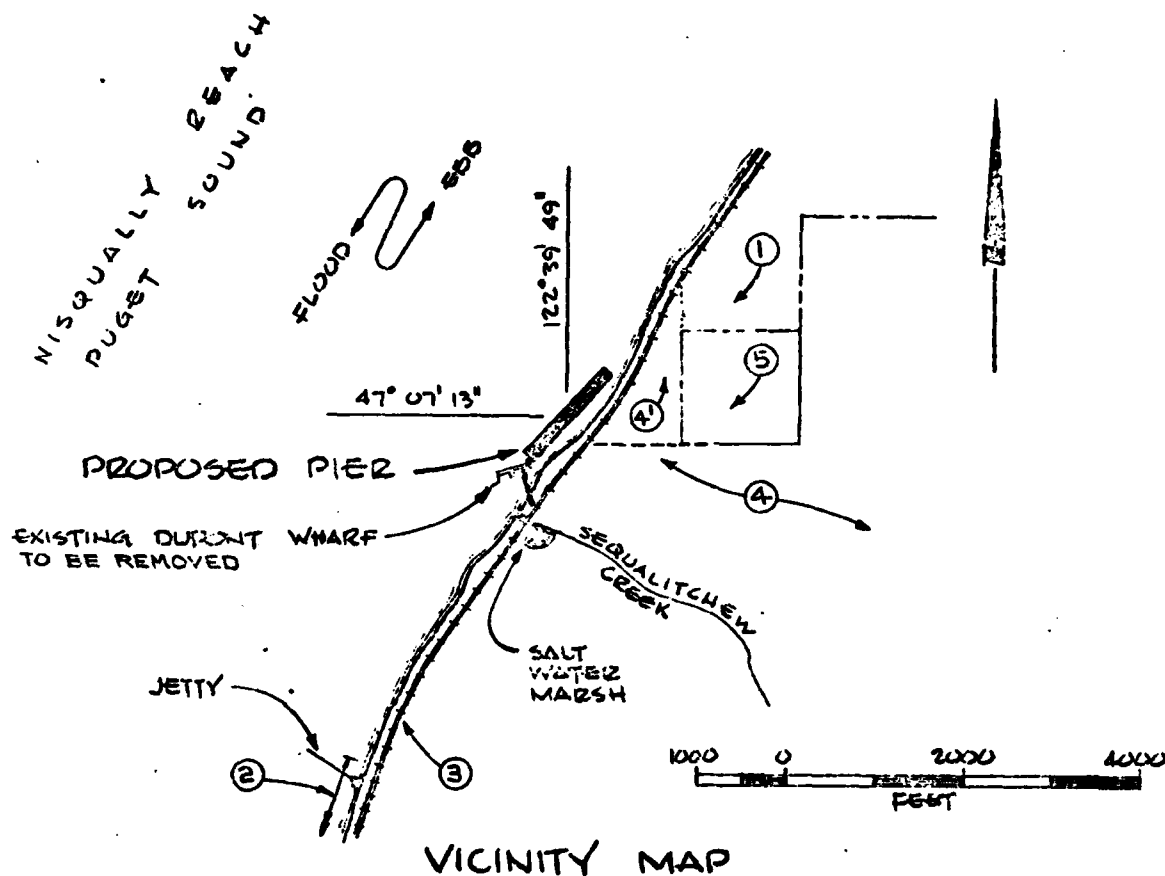 NISQUALLY REACH
PUGET SOUND
FLOOD
EBB
122° 39' 49"
47° 07' 13"
1
5
4'
4
PROPOSED PIER
EXISTING DUPONT WHARF
TO BE REMOVED
SEQUALITCHEW
CREEK
SALT
WATER
MARSH
JETTY
2
3
1000 0 2000 4000
FEET
N
VICINITY MAP